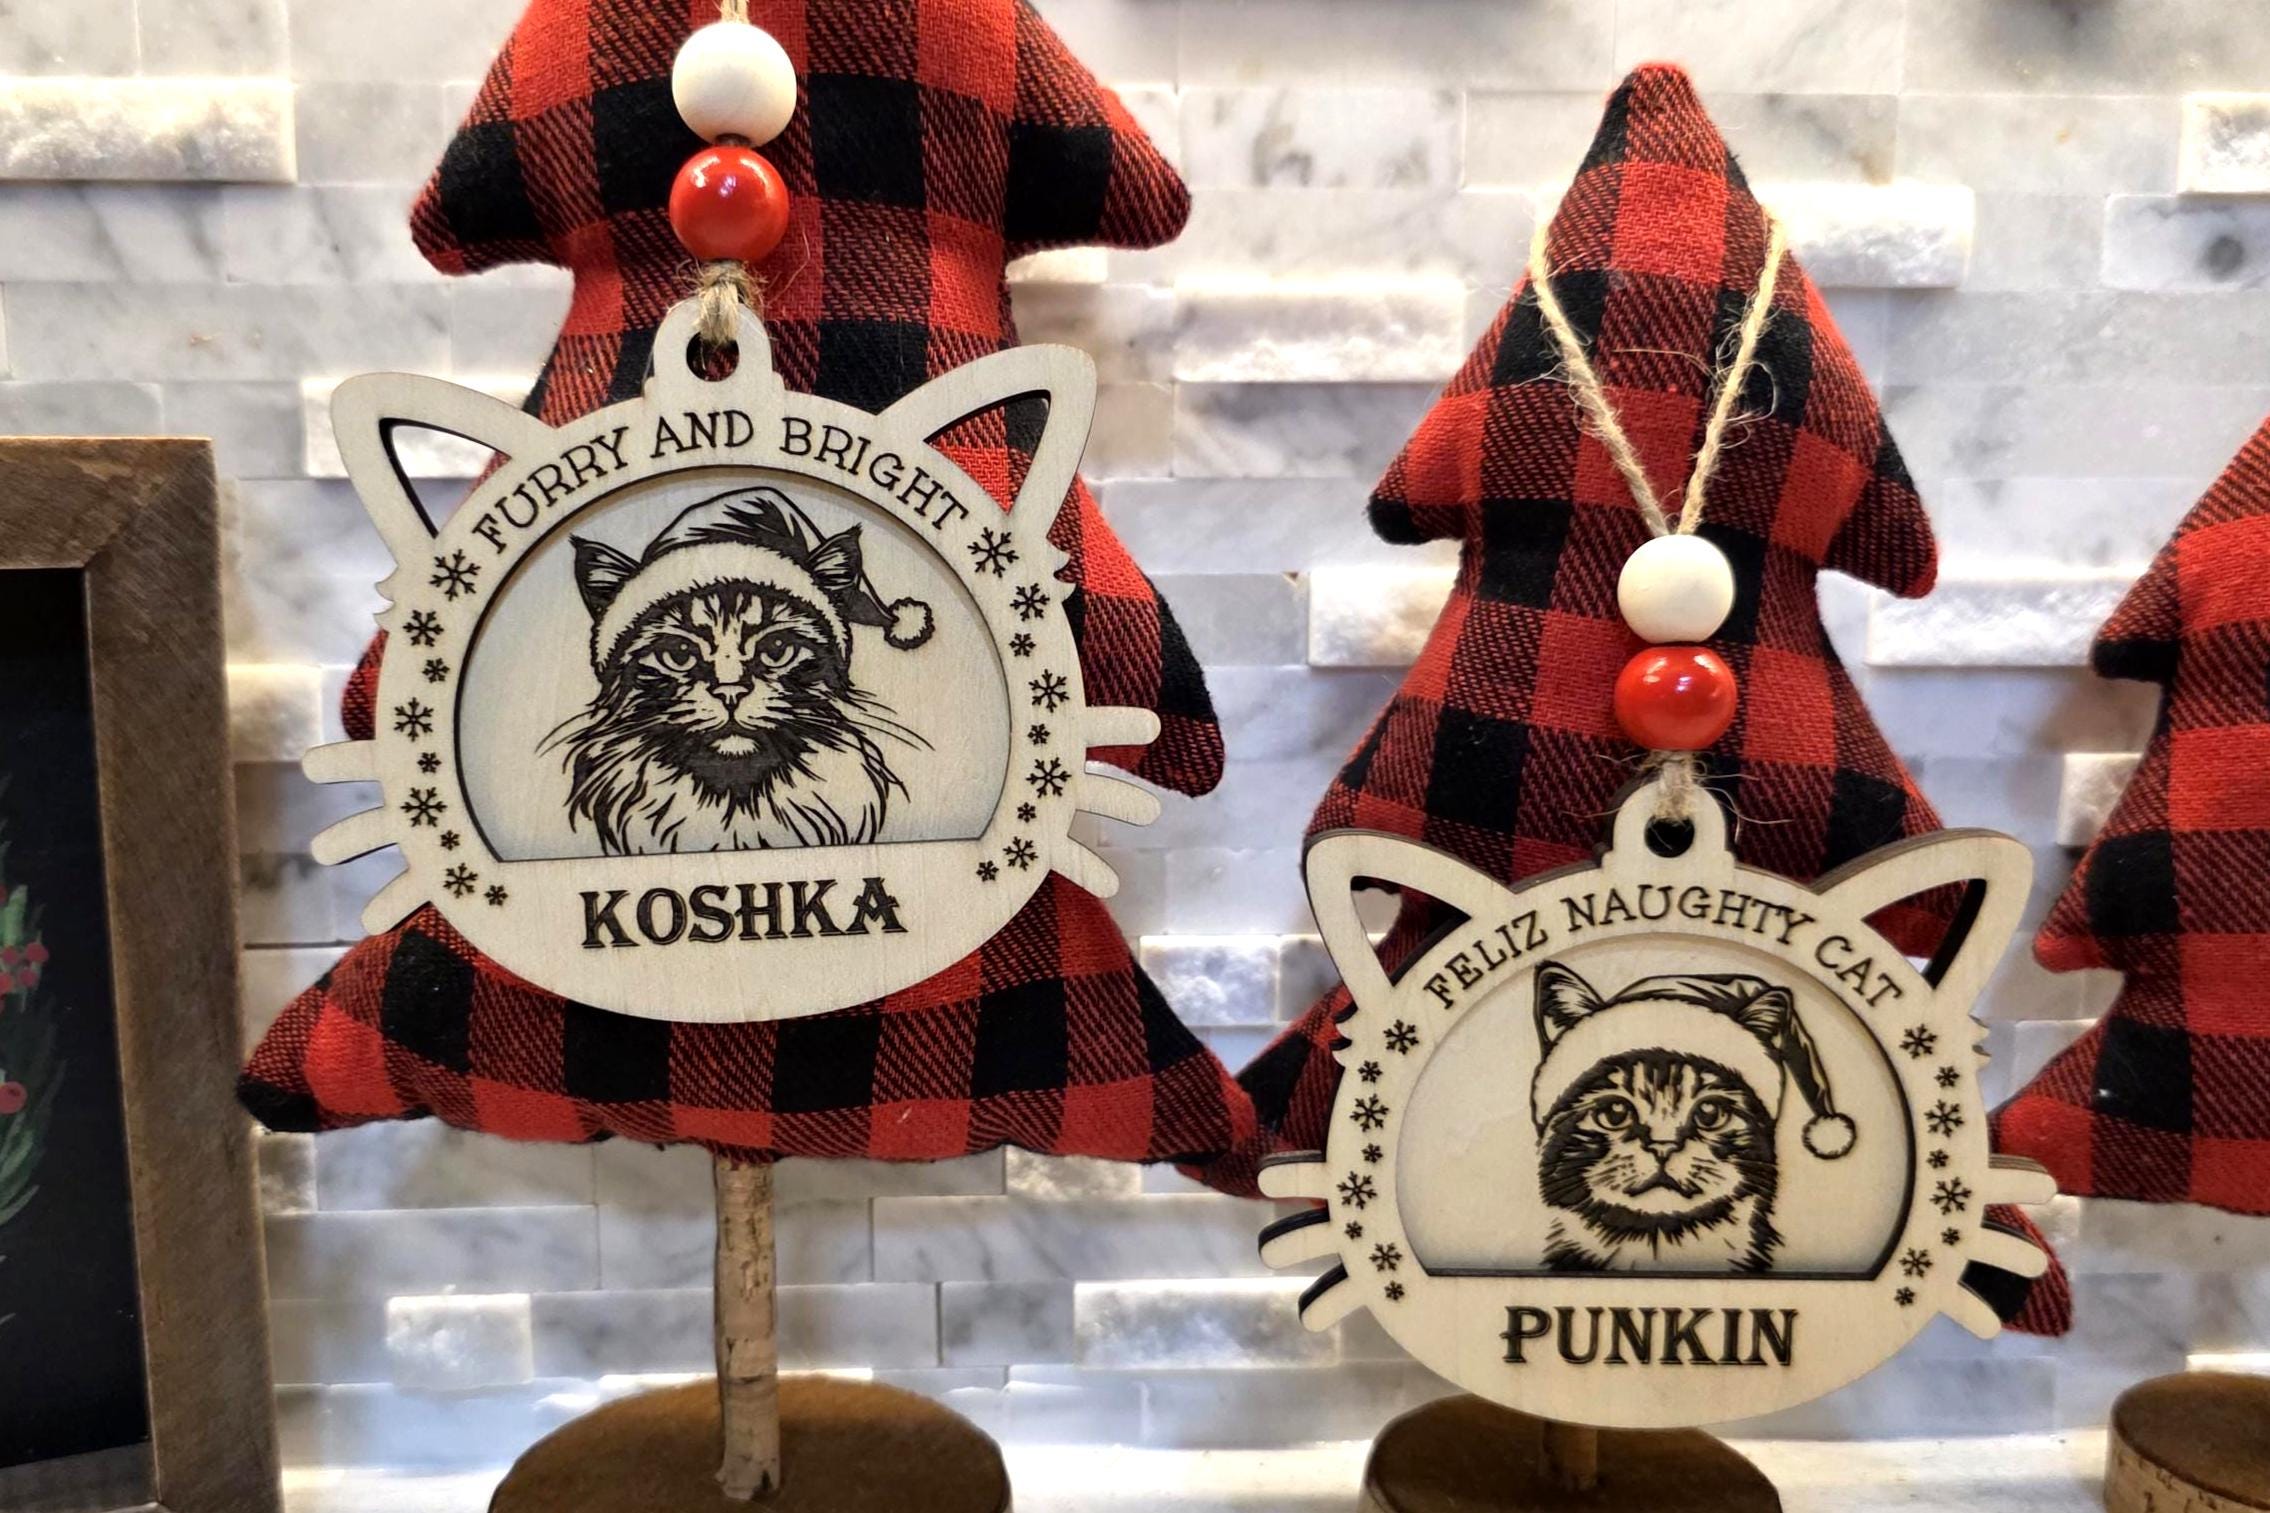 FURRY AND BRIGHT
KOSHKA
FELIZ NAUGHTY CAT
PUNKIN